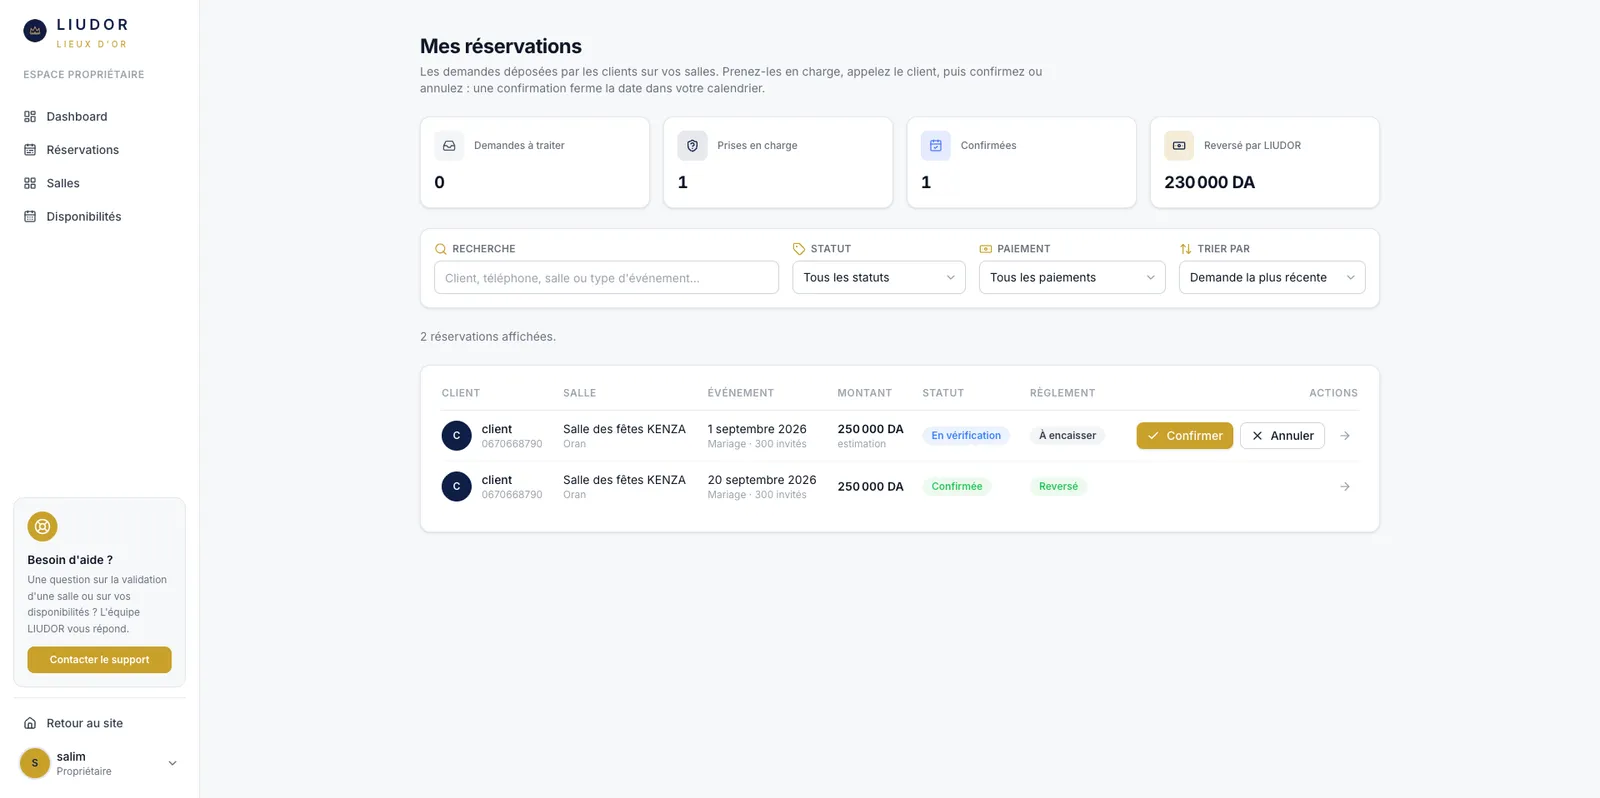 LIUDOR
LIEUX D'OR
ESPACE PROPRIÉTAIRE
Dashboard
Réservations
Salles
Disponibilités
Besoin d'aide ?
Une question sur la validation
d'une salle ou sur vos
disponibilités ? L'équipe
LIUDOR vous répond.
Contacter le support
Retour au site
S
salim
Propriétaire
Mes réservations
Les demandes déposées par les clients sur vos salles. Prenez-les en charge, appelez le client, puis confirmez ou
annulez : une confirmation ferme la date dans votre calendrier.
Demandes à traiter
0
Prises en charge
1
Confirmées
1
Reversé par LIUDOR
230 000 DA
RECHERCHE
Client, téléphone, salle ou type d'événement...
STATUT
Tous les statuts
PAIEMENT
Tous les paiements
TRIER PAR
Demande la plus récente
2 réservations affichées.
CLIENT SALLE ÉVÉNEMENT MONTANT STATUT RÈGLEMENT ACTIONS
C client Salle des fêtes KENZA 1 septembre 2026 250 000 DA En vérification À encaisser Confirmer Annuler
0670668790 Oran Mariage · 300 invités estimation
C client Salle des fêtes KENZA 20 septembre 2026 250 000 DA Confirmée Reversé
0670668790 Oran Mariage · 300 invités